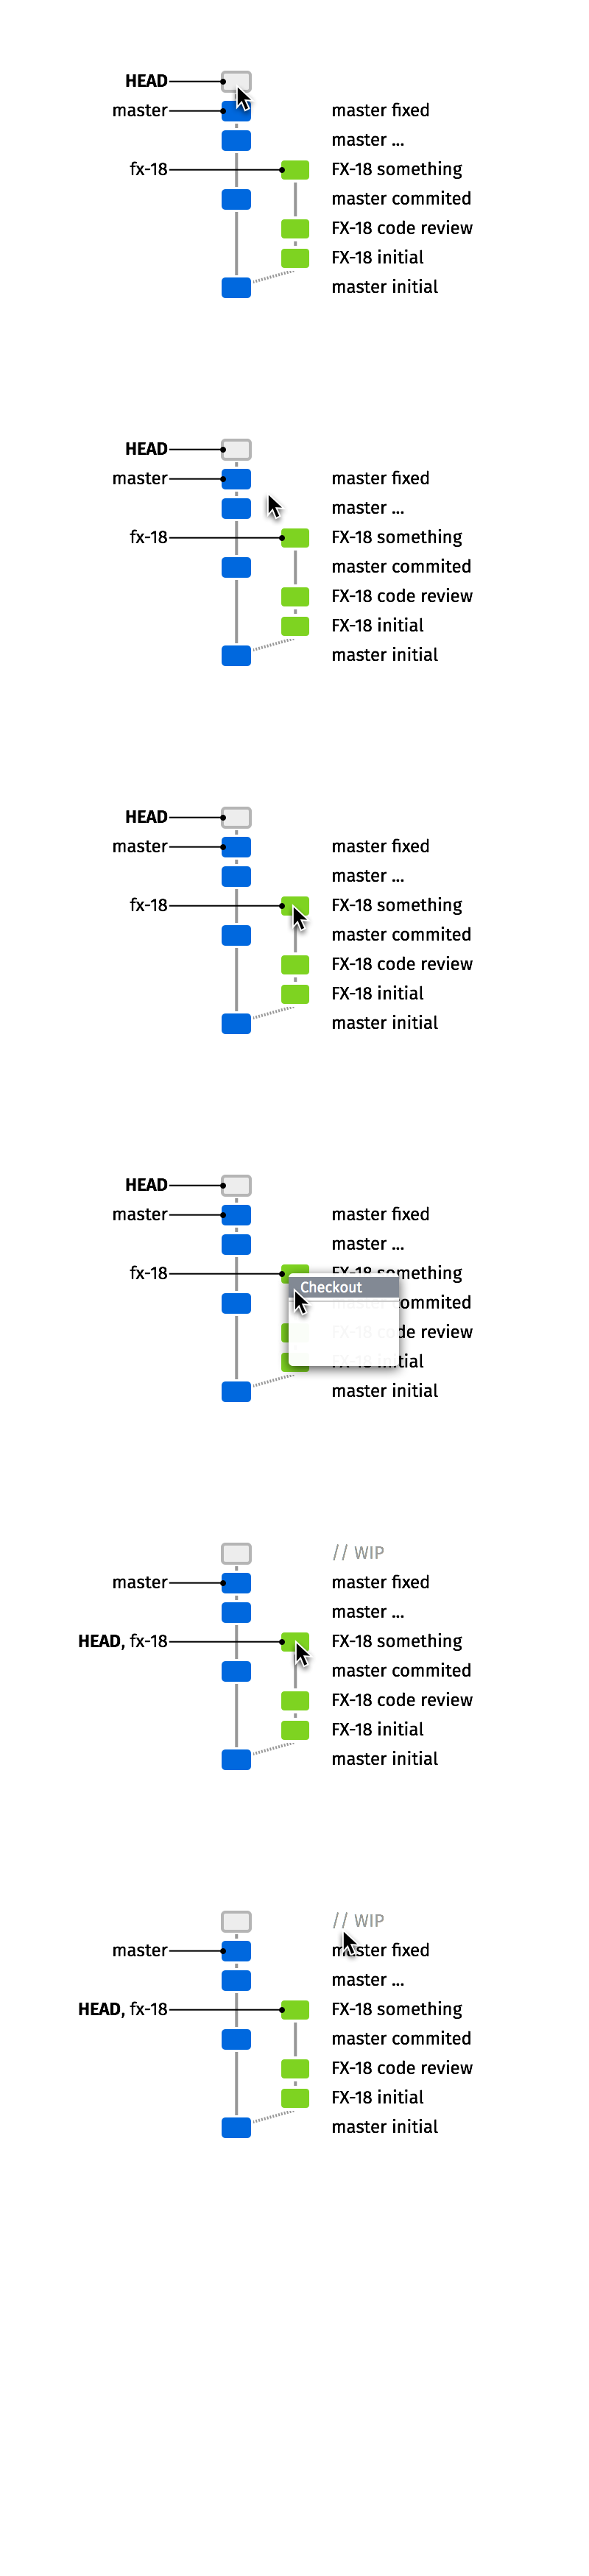 HEAD
master master fixed
master ...
fx-18 FX-18 something
master commited
FX-18 code review
FX-18 initial
master initial
HEAD
master master fixed
master ...
fx-18 FX-18 something
master commited
FX-18 code review
FX-18 initial
master initial
HEAD
master master fixed
master ...
fx-18 FX-18 something
master commited
FX-18 code review
FX-18 initial
master initial
HEAD
master master fixed
master ...
fx-18 FX-18 something
Checkout
master commited
FX-18 code review
FX-18 initial
master initial
// WIP
master master fixed
master ...
HEAD, fx-18 FX-18 something
master commited
FX-18 code review
FX-18 initial
master initial
// WIP
master master fixed
master ...
HEAD, fx-18 FX-18 something
master commited
FX-18 code review
FX-18 initial
master initial